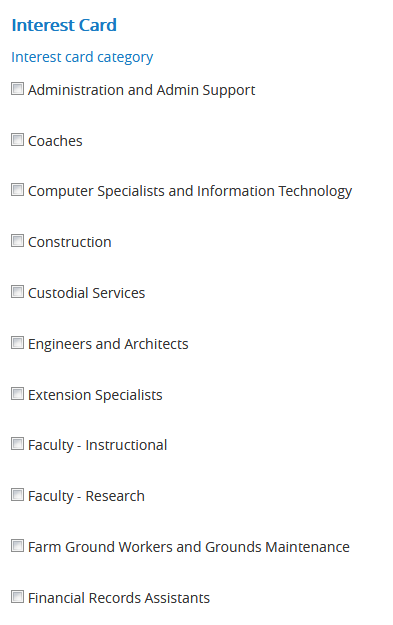 Interest Card
Interest card category
Administration and Admin Support
Coaches
Computer Specialists and Information Technology
Construction
Custodial Services
Engineers and Architects
Extension Specialists
Faculty - Instructional
Faculty - Research
Farm Ground Workers and Grounds Maintenance
Financial Records Assistants